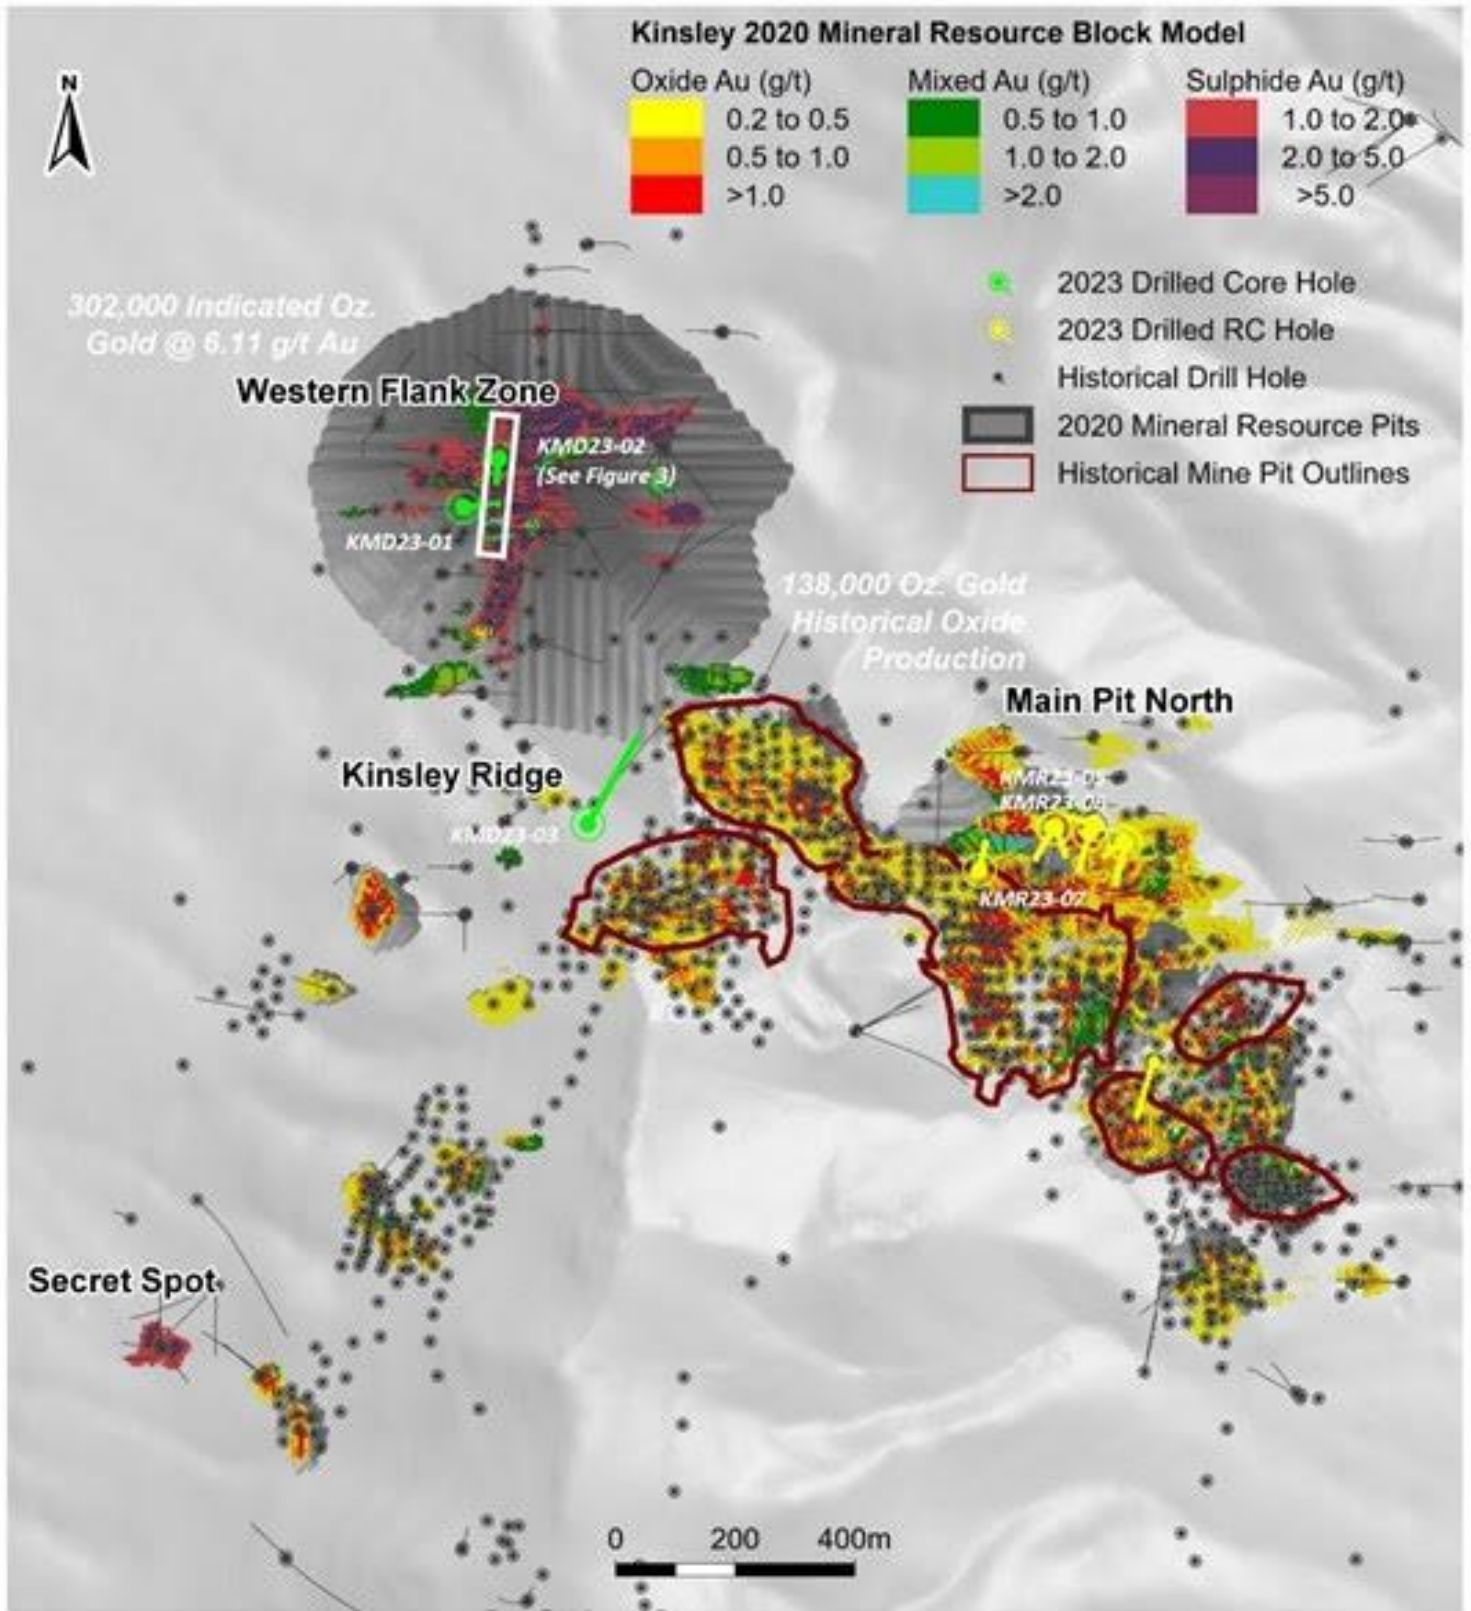 Kinsley 2020 Mineral Resource Block Model
Oxide Au (g/t)
0.2 to 0.5
0.5 to 1.0
>1.0
Mixed Au (g/t)
0.5 to 1.0
1.0 to 2.0
>2.0
Sulphide Au (g/t)
1.0 to 2.0
2.0 to 5.0
>5.0
N
2023 Drilled Core Hole
2023 Drilled RC Hole
Historical Drill Hole
2020 Mineral Resource Pits
Historical Mine Pit Outlines
302,000 Indicated Oz.
Gold @ 6.11 g/t Au
Western Flank Zone
KMD23-02
(See Figure 3)
KMD23-01
138,000 Oz. Gold
Historical Oxide
Production
Main Pit North
Kinsley Ridge
KMD23-03
KMR23-07
Secret Spot
0 200 400m